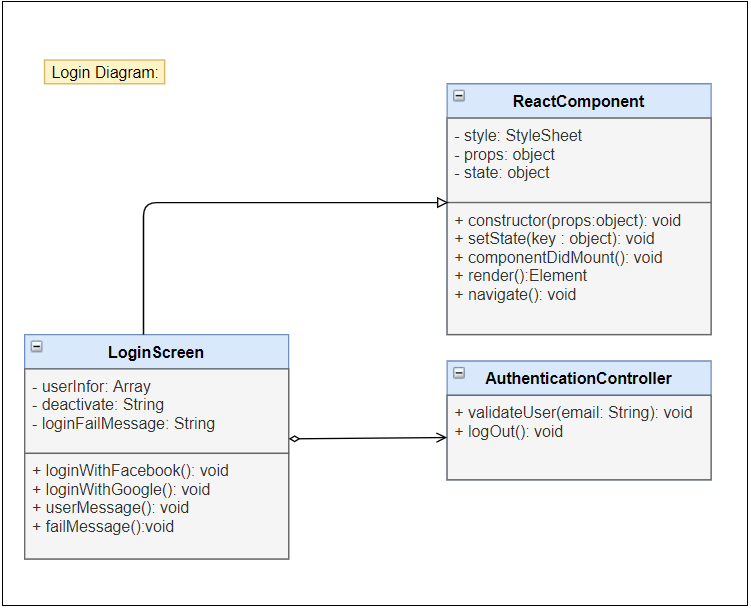 Login Diagram:
ReactComponent
- style: StyleSheet
- props: object
- state: object
+ constructor(props:object): void
+ setState(key : object): void
+ componentDidMount(): void
+ render():Element
+ navigate(): void
LoginScreen
- userInfor: Array
- deactivate: String
- loginFailMessage: String
+ loginWithFacebook(): void
+ loginWithGoogle(): void
+ userMessage(): void
+ failMessage():void
AuthenticationController
+ validateUser(email: String): void
+ logOut(): void